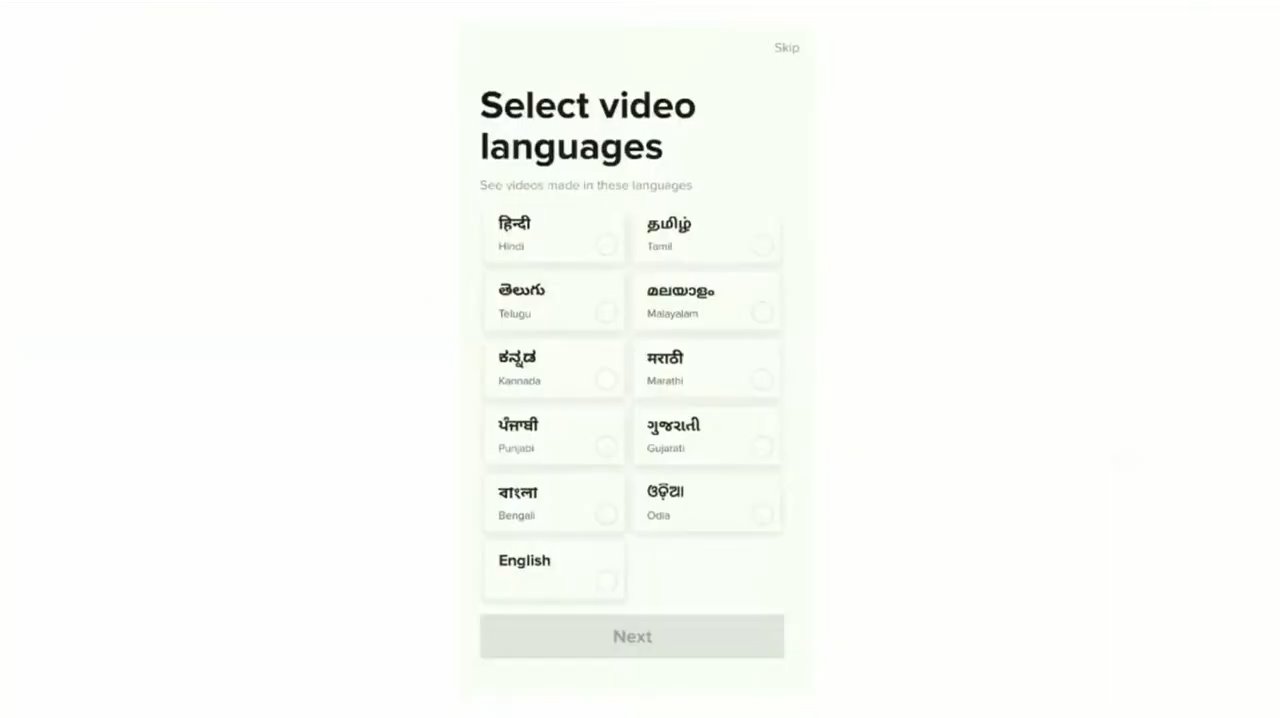 Skip
Select video
languages
See videos made in these languages
हिन्दी
Hindi
தமிழ்
Tamil
తెలుగు
Telugu
മലയാളം
Malayalam
ಕನ್ನಡ
Kannada
मराठी
Marathi
ਪੰਜਾਬੀ
Punjabi
ગુજરાતી
Gujarati
বাংলা
Bengali
ଓଡ଼ିଆ
Odia
English
Next